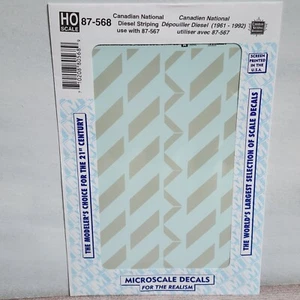 HO
SCALE
87-568
Canadian National
Diesel Striping
use with 87-567
Canadian National
Dépouiller Diesel (1961 - 1992)
utiliser avec 87-567
SCREEN
PRINTED
IN THE
U.S.A.
THE MODELER'S CHOICE FOR THE 21ST CENTURY
THE WORLD'S LARGEST SELECTION OF SCALE DECALS
MICROSCALE DECALS
FOR THE REALISM